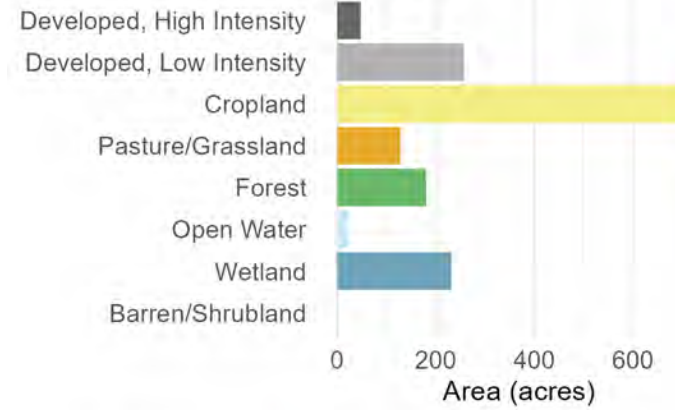 Developed, High Intensity
Developed, Low Intensity
Cropland
Pasture/Grassland
Forest
Open Water
Wetland
Barren/Shrubland
0 200 400 600
Area (acres)